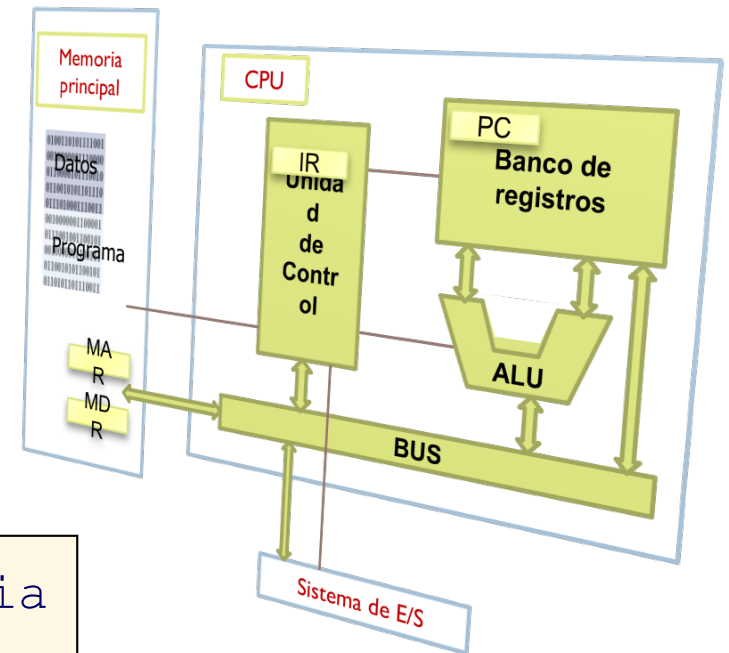 Memoria
principal
CPU
PC
Banco de
registros
IR
Unida
d
de
Contr
ol
Datos
Programa
MA
R
MD
R
ALU
BUS
Sistema de E/S
ia